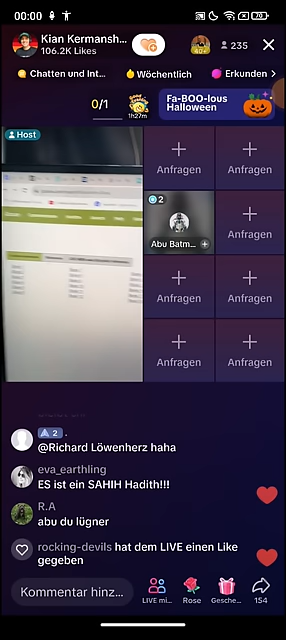 00:00
70
Kian Kermansh...
106.2K Likes
235
Chatten und Int...
Wöchentlich
Erkunden
0/1
1h27m
Fa-BOO-lous
Halloween
Host
Anfragen
Anfragen
2
Abu Batm...
Anfragen
Anfragen
Anfragen
Anfragen
Anfragen
2 .
@Richard Löwenherz haha
eva_earthling
ES ist ein SAHIH Hadith!!!
R.A
abu du lügner
rocking-devils hat dem LIVE einen Like
gegeben
Kommentar hinz...
LIVE mi...
Rose
Gesche...
154